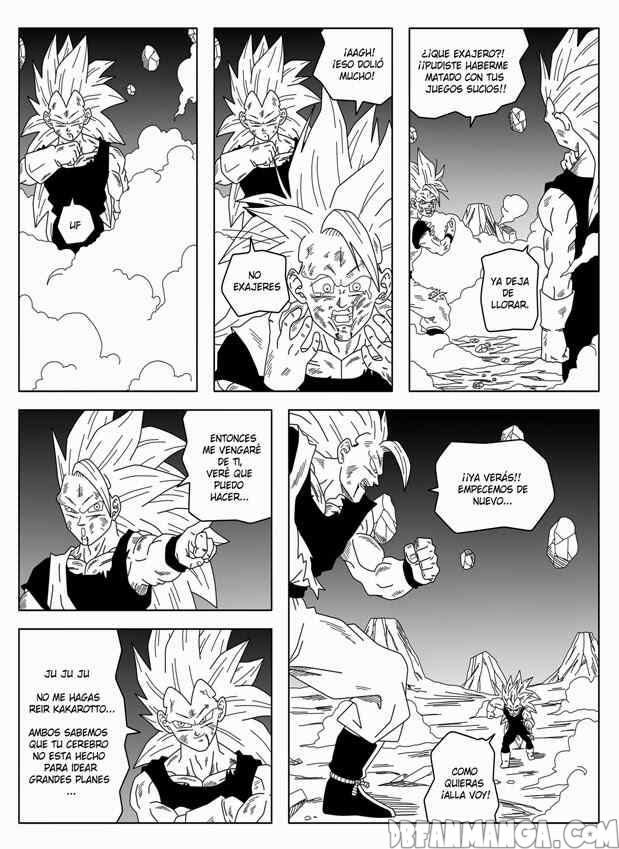 UF
¡AAGH!
¡ESO DOLIÓ
MUCHO!
NO
EXAJERES
¿¡QUE EXAJERO?!
¡¡PUDISTE HABERME
MATADO CON TUS
JUEGOS SUCIOS!!
YA DEJA
DE
LLORAR.
ENTONCES
ME VENGARÉ
DE TI,
VERÉ QUE
PUEDO
HACER...
JU JU JU
NO ME HAGAS
REIR KAKAROTTO...
AMBOS SABEMOS
QUE TU CEREBRO
NO ESTA HECHO
PARA IDEAR
GRANDES PLANES
...
¡¡YA VERÁS!!
EMPECEMOS DE
NUEVO...
COMO
QUIERAS
¡ALLA VOY!
DBFANMANGA.COM